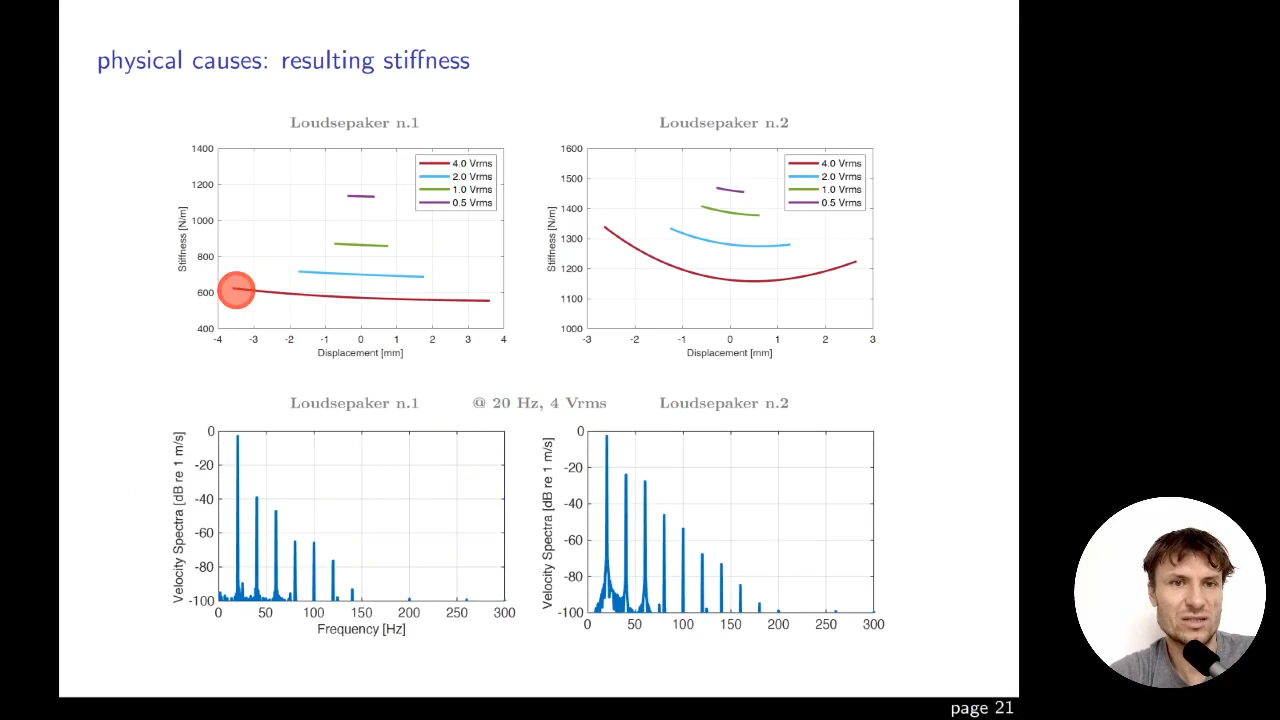 physical causes: resulting stiffness
Loudsepaker n.1
Loudsepaker n.2
1400
1200
1000
800
600
400
Stiffness [N/m]
4.0 Vrms
2.0 Vrms
1.0 Vrms
0.5 Vrms
-4 -3 -2 -1 0 1 2 3 4
Displacement [mm]
1600
1500
1400
1300
1200
1100
1000
Stiffness [N/m]
4.0 Vrms
2.0 Vrms
1.0 Vrms
0.5 Vrms
-3 -2 -1 0 1 2 3
Displacement [mm]
Loudsepaker n.1 @ 20 Hz, 4 Vrms Loudsepaker n.2
0
-20
-40
-60
-80
-100
Velocity Spectra [dB re 1 m/s]
0 50 100 150 200 250 300
Frequency [Hz]
0
-20
-40
-60
-80
-100
Velocity Spectra [dB re 1 m/s]
0 50 100 150 200 250 300
page 21